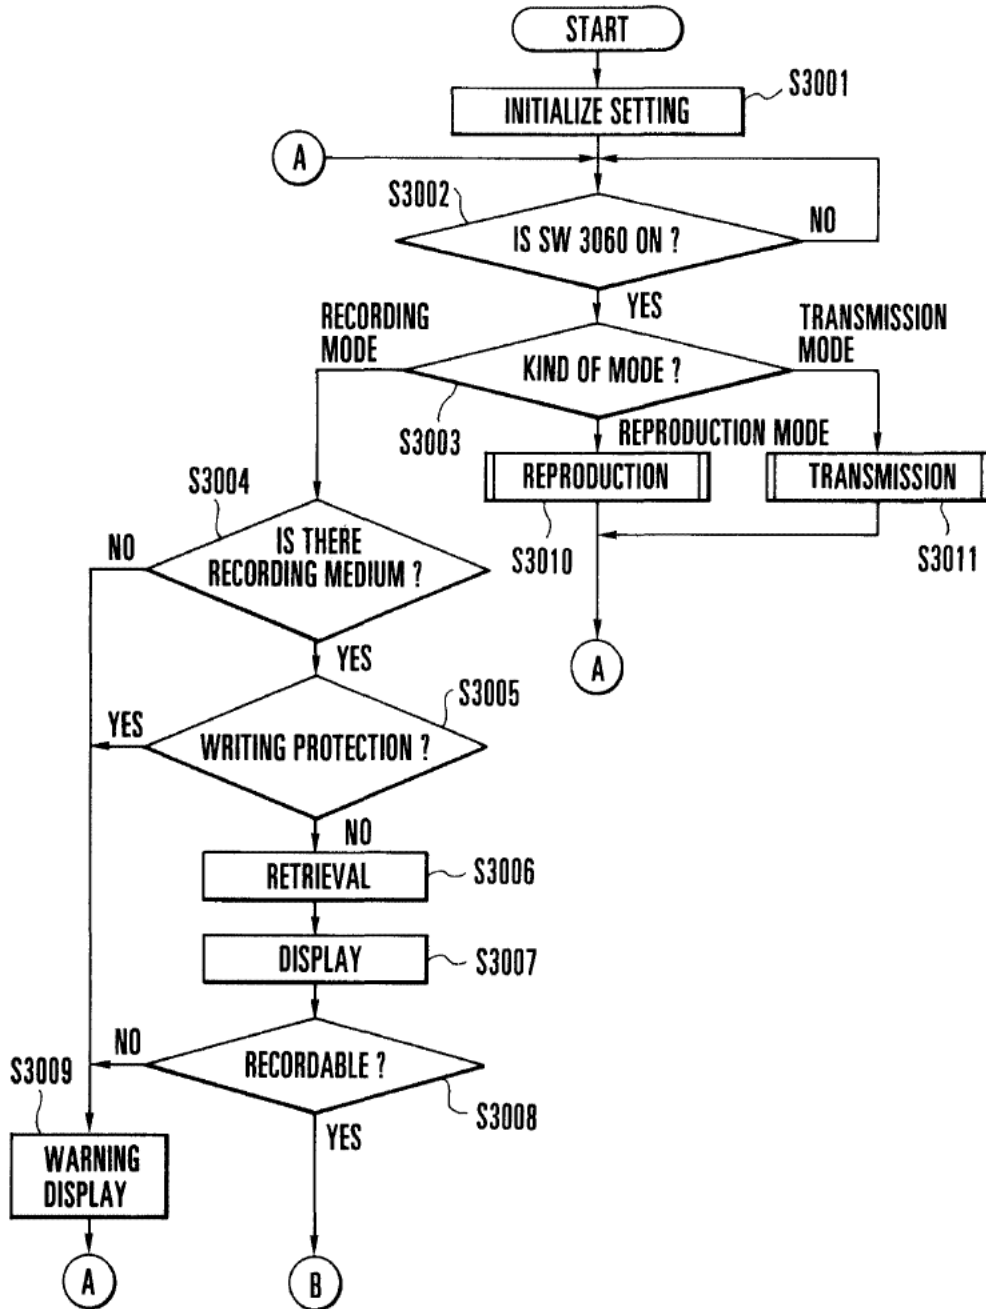 START
INITIALIZE SETTING
S3001
A
S3002
IS SW 3060 ON ?
NO
YES
RECORDING
MODE
TRANSMISSION
MODE
KIND OF MODE ?
S3003
REPRODUCTION MODE
REPRODUCTION
TRANSMISSION
S3010
S3011
A
S3004
IS THERE
RECORDING MEDIUM ?
NO
YES
S3005
WRITING PROTECTION ?
YES
NO
RETRIEVAL
S3006
DISPLAY
S3007
RECORDABLE ?
NO
S3008
YES
S3009
WARNING
DISPLAY
A
B